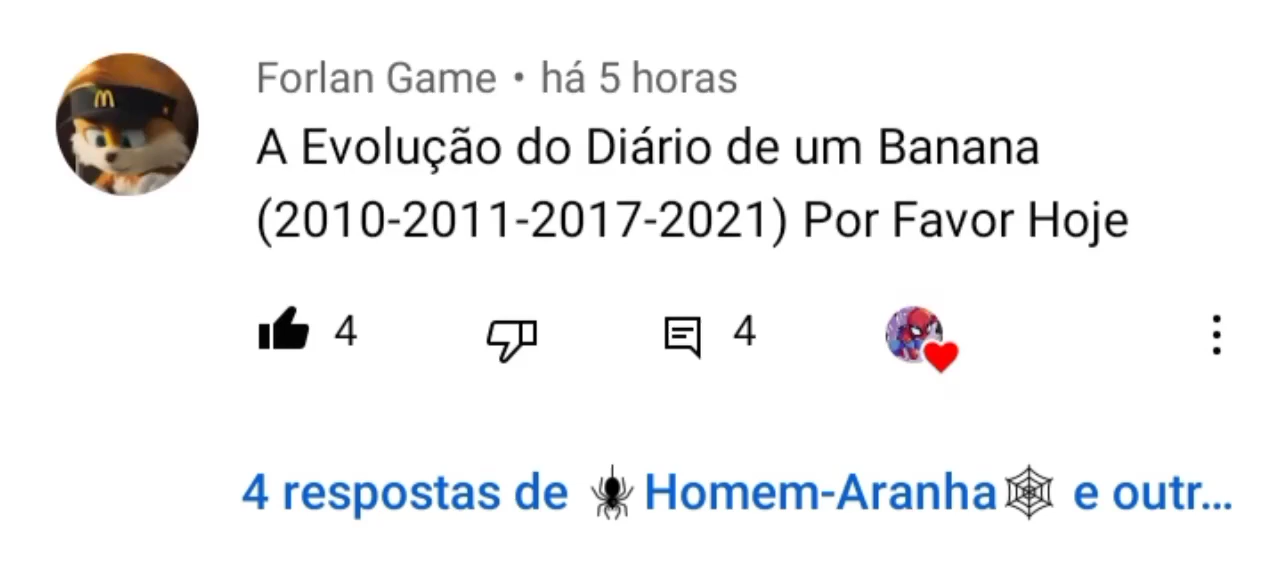 Forlan Game • há 5 horas
A Evolução do Diário de um Banana
(2010-2011-2017-2021) Por Favor Hoje
4 4
4 respostas de 🕷Homem-Aranha🕸 e outr...